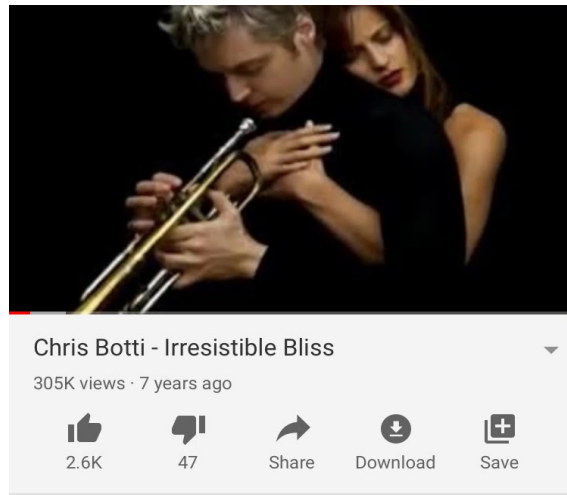 Chris Botti - Irresistible Bliss
305K views · 7 years ago
2.6K 47 Share Download Save